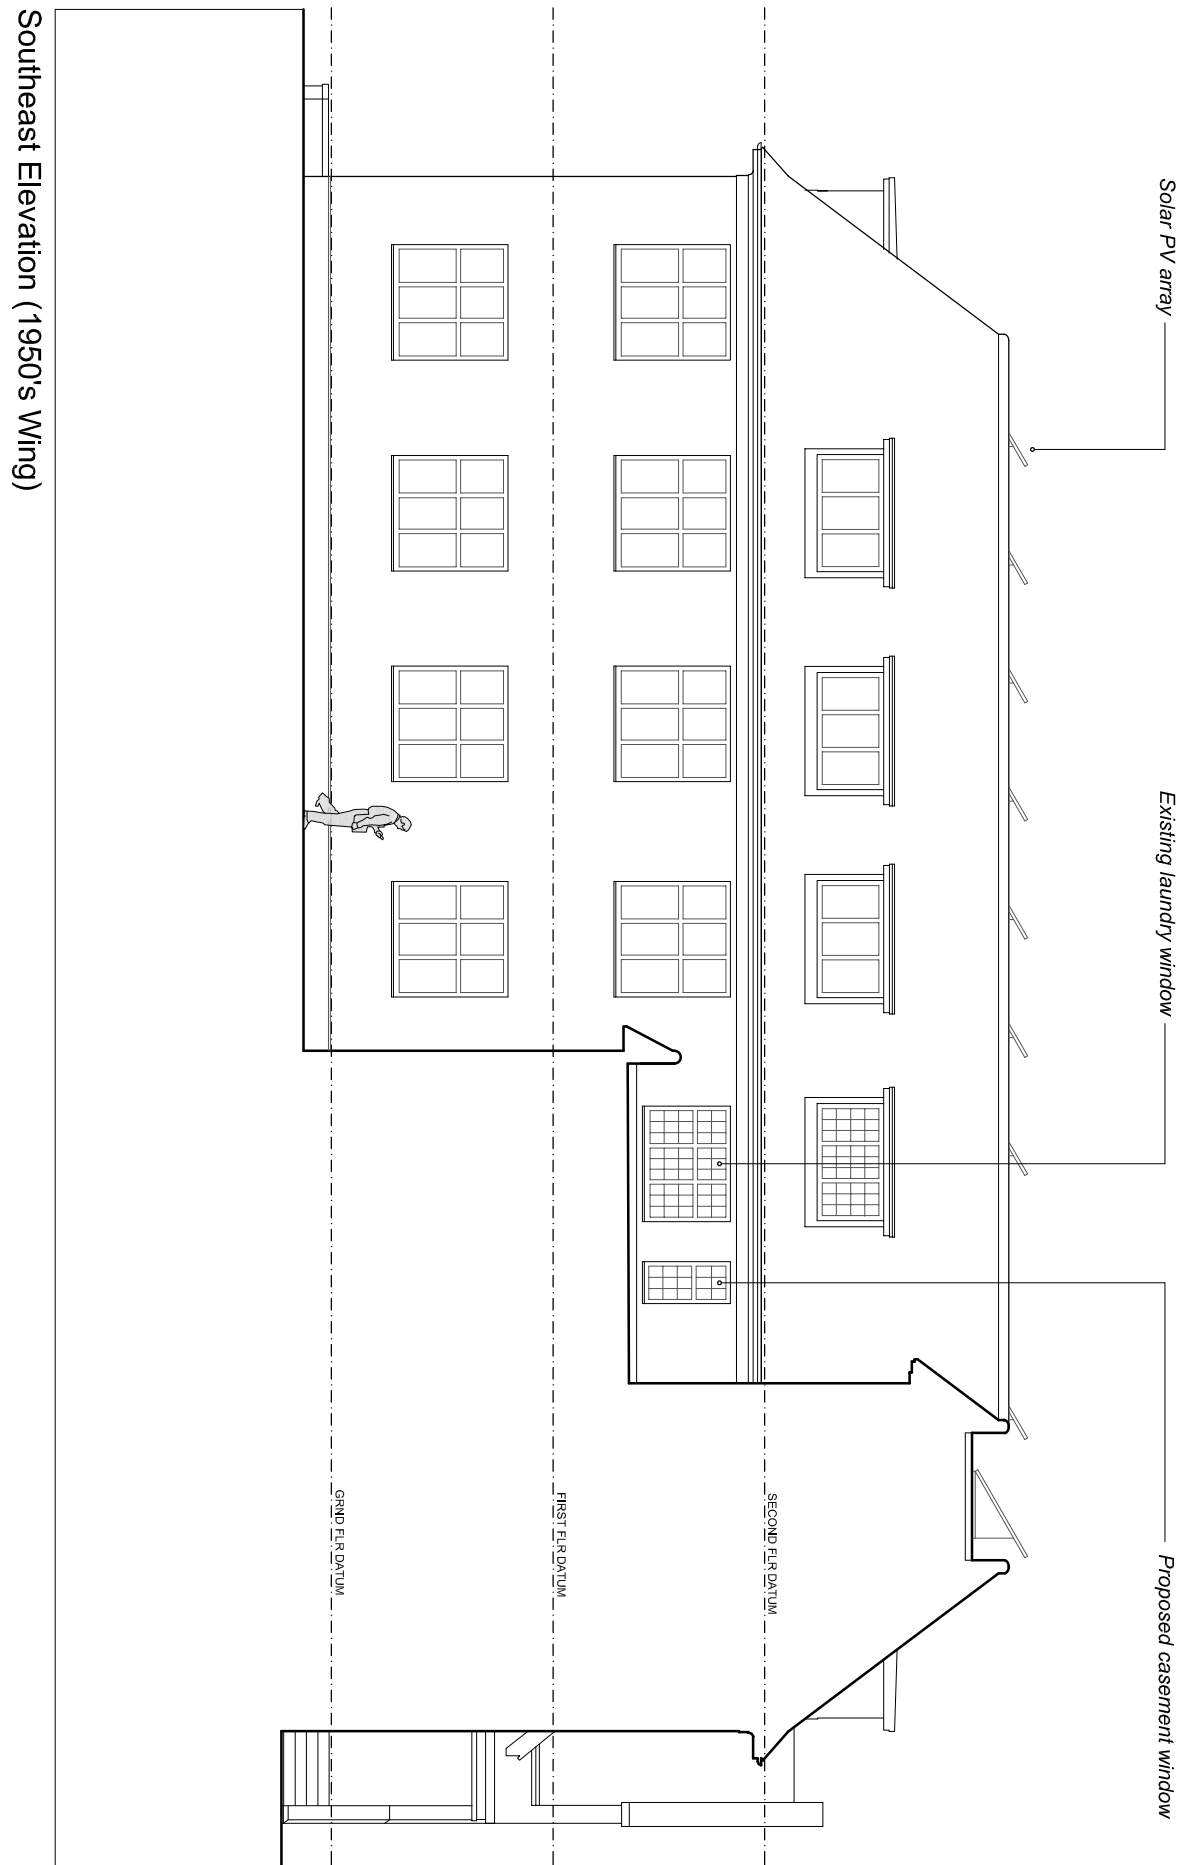 Solar PV array
Existing laundry window
Proposed casement window
SECOND FLR DATUM
FIRST FLR DATUM
GRND FLR DATUM
Southeast Elevation (1950's Wing)